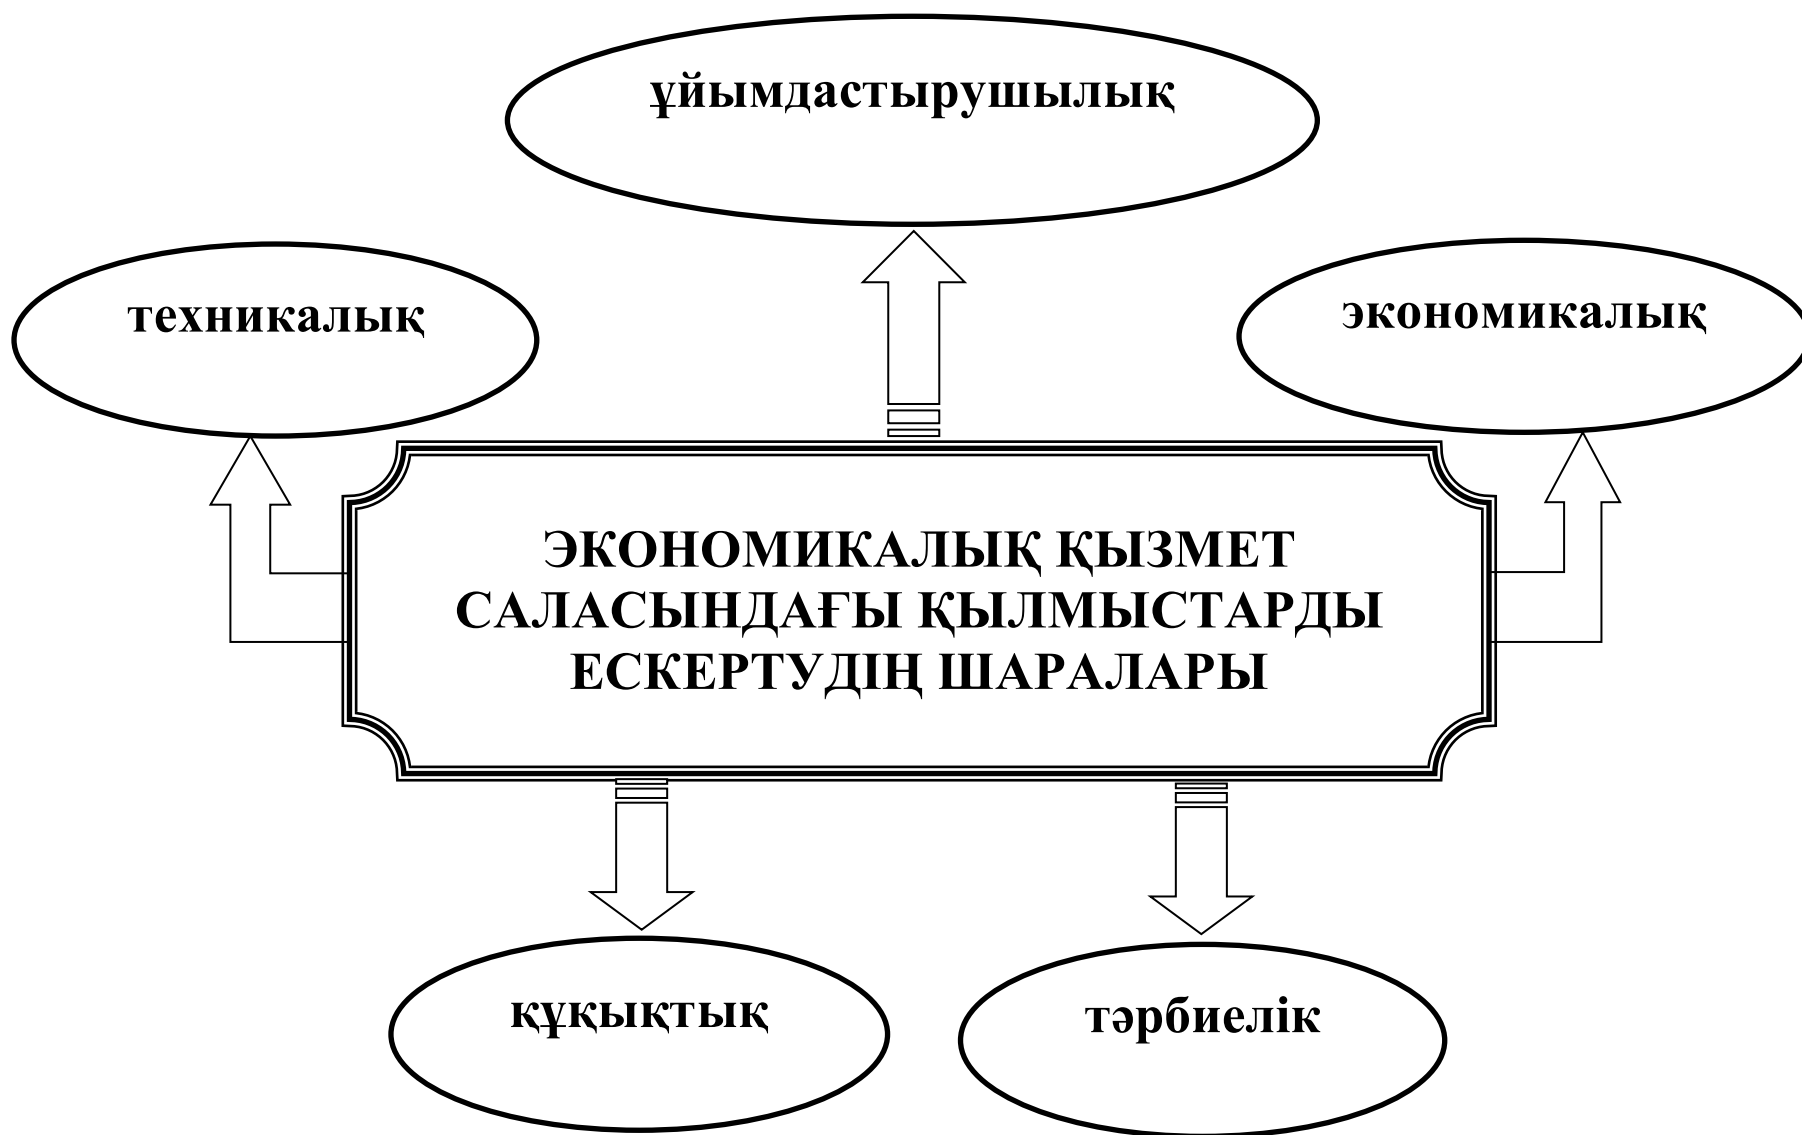 ұйымдастырушылық
техникалық
экономикалық
ЭКОНОМИКАЛЫҚ ҚЫЗМЕТ
САЛАСЫНДАҒЫ ҚЫЛМЫСТАРДЫ
ЕСКЕРТУДІҢ ШАРАЛАРЫ
құқықтық
тәрбиелік